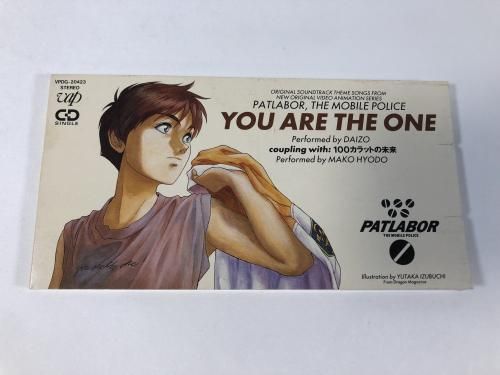 VPDG-20423
STEREO
vap
CD
SINGLE
ORIGINAL SOUNDTRACK THEME SONGS FROM
NEW ORIGINAL VIDEO ANIMATION SERIES
PATLABOR, THE MOBILE POLICE
YOU ARE THE ONE
Performed by DAIZO
coupling with: 100カラットの未来
Performed by MAKO HYODO
PATLABOR
THE MOBILE POLICE
Illustration by YUTAKA IZUBUCHI
From Dragon Magazine